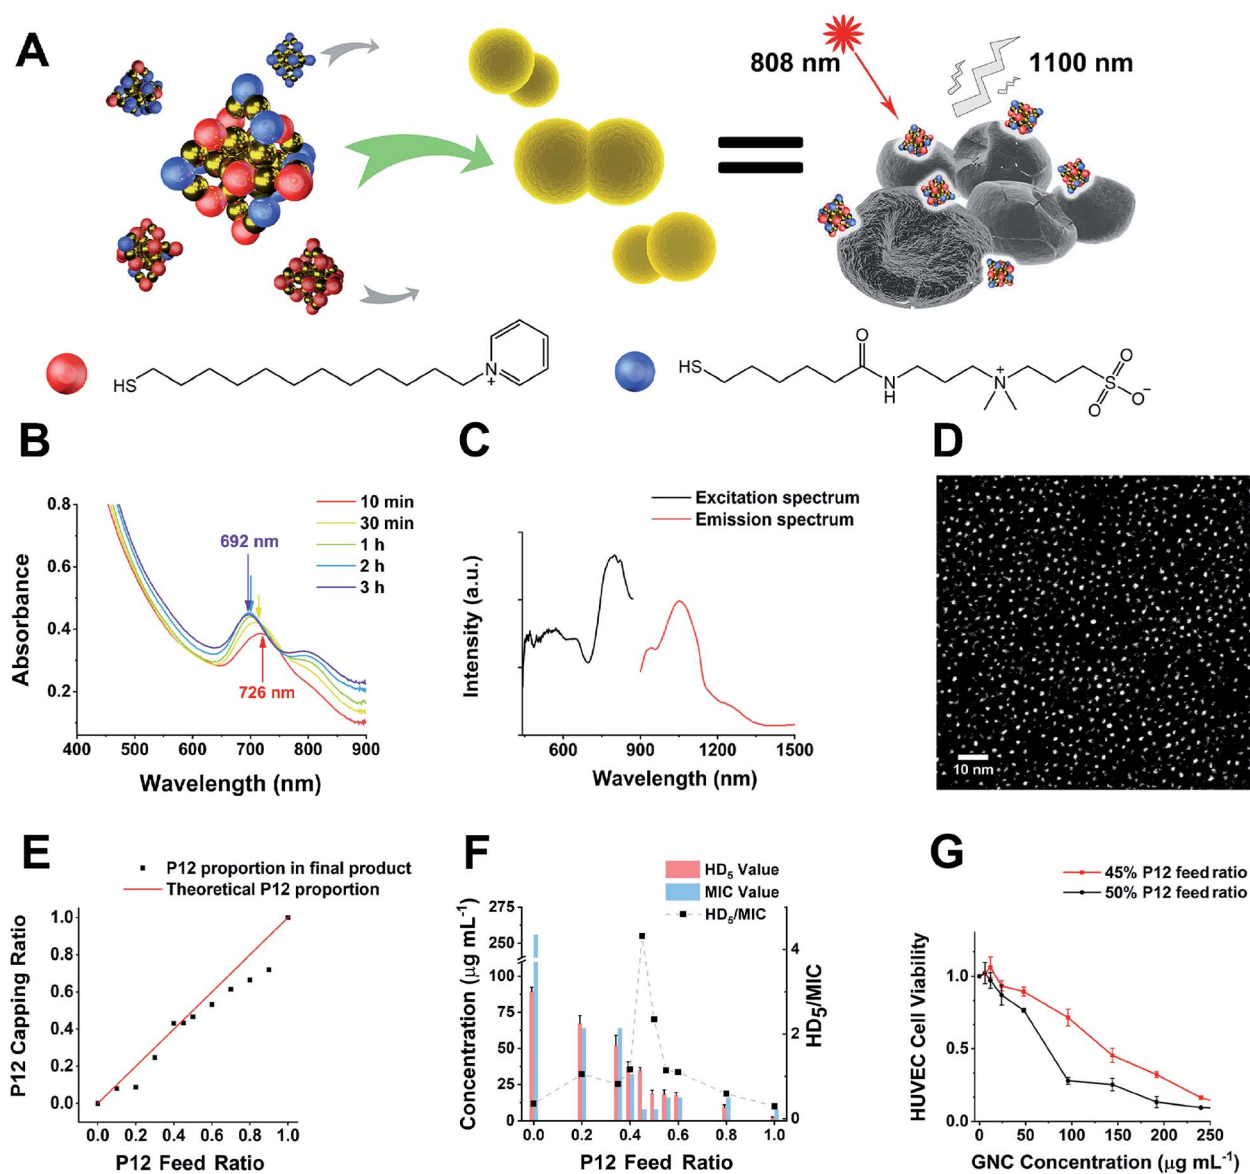 A
808 nm
1100 nm
HS
N
+
HS
O
N
H
N
+
S
O
O
O
−
B
Absorbance
0.8
0.6
0.4
0.2
10 min
30 min
1 h
2 h
3 h
692 nm
726 nm
400 500 600 700 800 900
Wavelength (nm)
C
Intensity (a.u.)
Excitation spectrum
Emission spectrum
600 900 1200 1500
Wavelength (nm)
D
10 nm
E
P12 proportion in final product
Theoretical P12 proportion
P12 Capping Ratio
1.0
0.8
0.6
0.4
0.2
0.0
0.0 0.2 0.4 0.6 0.8 1.0
P12 Feed Ratio
F
HD₅ Value
MIC Value
HD₅/MIC
Concentration (μg mL⁻¹)
275
250
100
75
50
25
0
4
2
0
HD₅/MIC
0.0 0.2 0.4 0.6 0.8 1.0
P12 Feed Ratio
G
45% P12 feed ratio
50% P12 feed ratio
HUVEC Cell Viability
1.0
0.5
0.0
0 50 100 150 200 250
GNC Concentration (μg mL⁻¹)